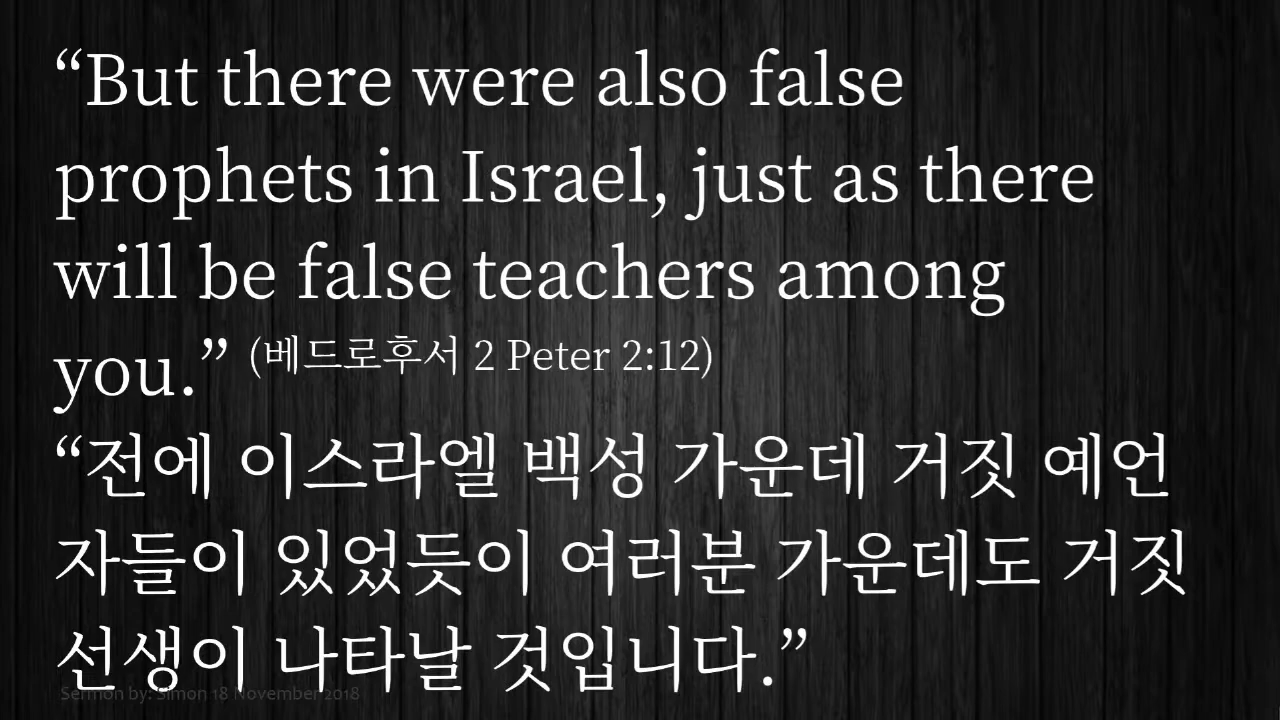 “But there were also false
prophets in Israel, just as there
will be false teachers among
you.” (베드로후서 2 Peter 2:12)
“전에 이스라엘 백성 가운데 거짓 예언
자들이 있었듯이 여러분 가운데도 거짓
선생이 나타날 것입니다.”
Sermon by: Simon 18 November 2018